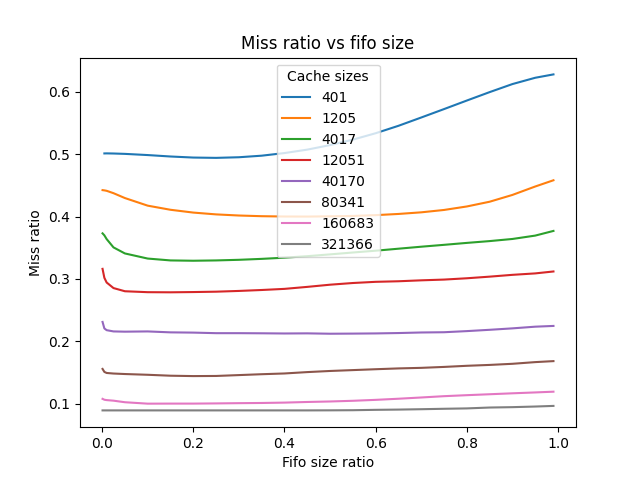 Miss ratio vs fifo size
Cache sizes
401
1205
4017
12051
40170
80341
160683
321366
0.6
0.5
0.4
0.3
0.2
0.1
Miss ratio
0.0 0.2 0.4 0.6 0.8 1.0
Fifo size ratio